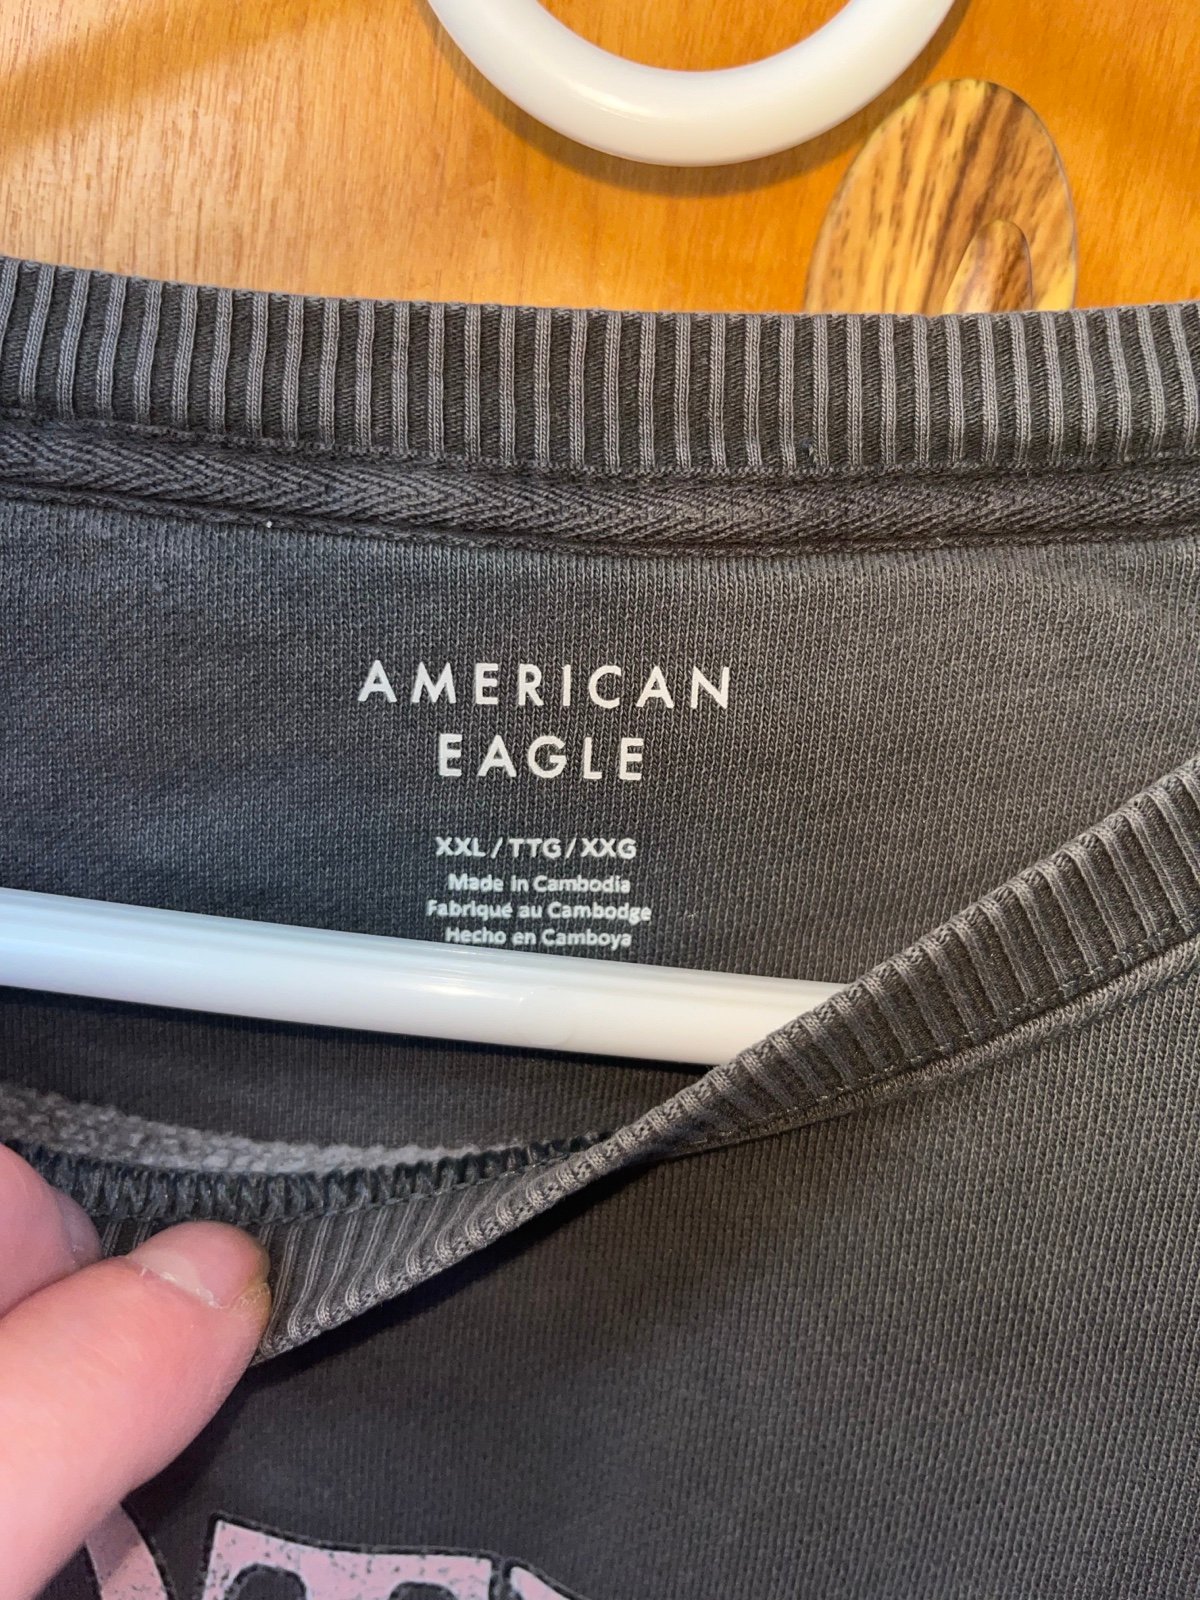 AMERICAN
EAGLE
XXL/TTG/XXG
Made in Cambodia
Fabriqué au Cambodge
Hecho en Camboya